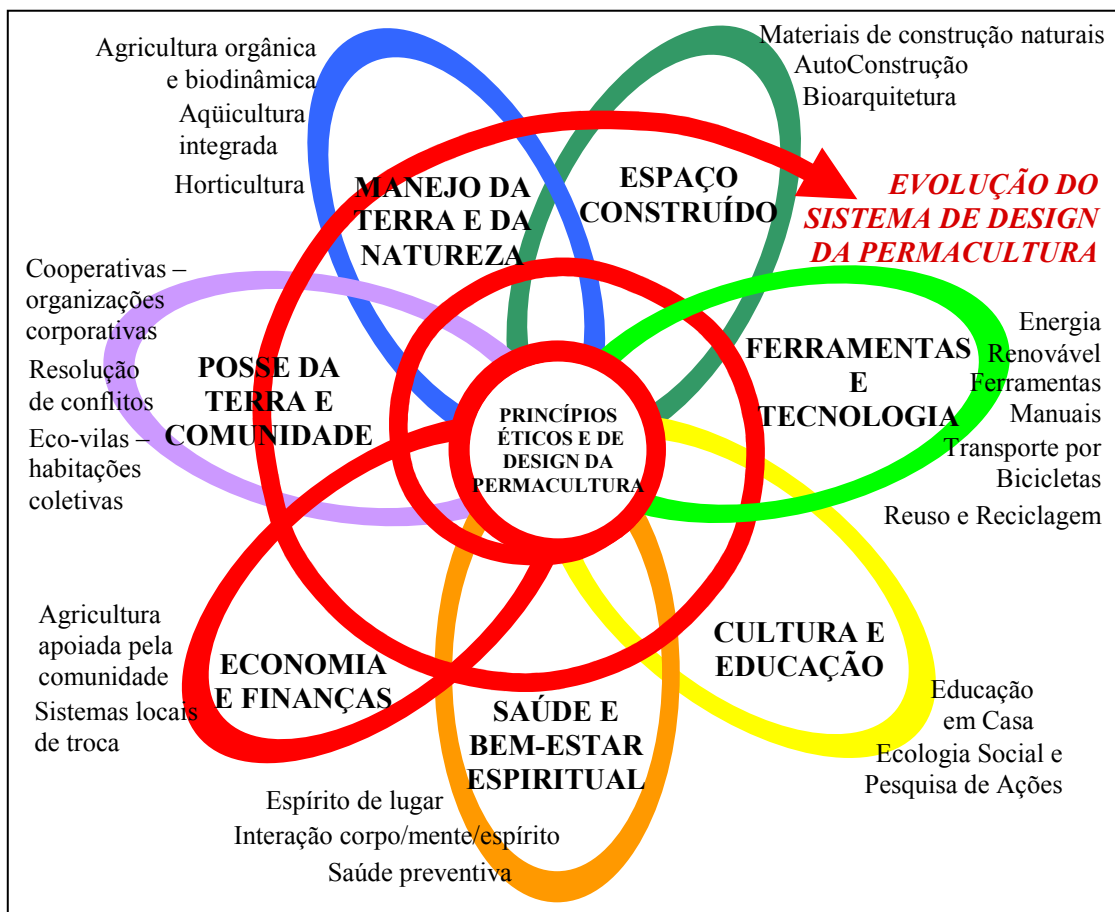 Agricultura orgânica
e biodinâmica
Aqüicultura
integrada
Horticultura
Materiais de construção naturais
AutoConstrução
Bioarquitetura
MANEJO DA
TERRA E DA
NATUREZA
ESPAÇO
CONSTRUÍDO
EVOLUÇÃO DO
SISTEMA DE DESIGN
DA PERMACULTURA
Cooperativas –
organizações
corporativas
Resolução
de conflitos
Eco-vilas –
habitações
coletivas
POSSE DA
TERRA E
COMUNIDADE
PRINCÍPIOS
ÉTICOS E DE
DESIGN DA
PERMACULTURA
FERRAMENTAS
E
TECNOLOGIA
Energia
Renovável
Ferramentas
Manuais
Transporte por
Bicicletas
Reuso e Reciclagem
Agricultura
apoiada pela
comunidade
Sistemas locais
de troca
ECONOMIA
E FINANÇAS
SAÚDE E
BEM-ESTAR
ESPIRITUAL
CULTURA E
EDUCAÇÃO
Educação
em Casa
Ecologia Social e
Pesquisa de Ações
Espírito de lugar
Interação corpo/mente/espírito
Saúde preventiva